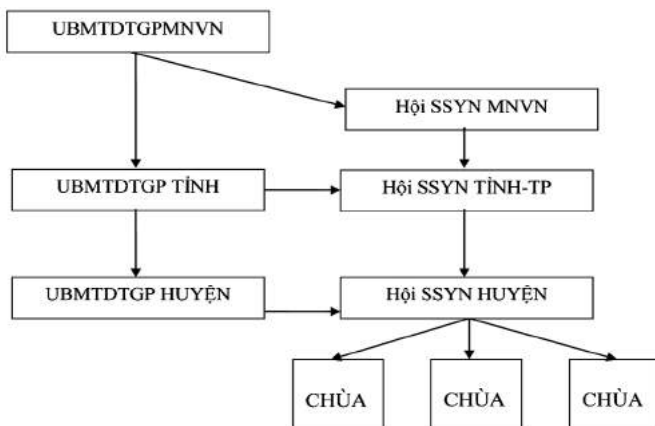 UBMTDTGPMNVN
Hội SSYN MNVN
UBMTDTGP TỈNH
Hội SSYN TỈNH-TP
UBMTDTGP HUYỆN
Hội SSYN HUYỆN
CHÙA
CHÙA
CHÙA